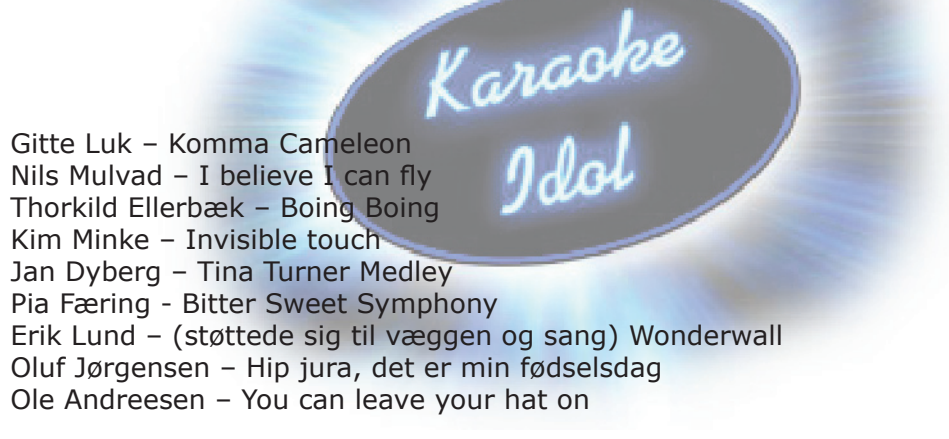 Karaoke
Idol
Gitte Luk – Komma Cameleon
Nils Mulvad – I believe I can fly
Thorkild Ellerbæk – Boing Boing
Kim Minke – Invisible touch
Jan Dyberg – Tina Turner Medley
Pia Færing - Bitter Sweet Symphony
Erik Lund – (støttede sig til væggen og sang) Wonderwall
Oluf Jørgensen – Hip jura, det er min fødselsdag
Ole Andreesen – You can leave your hat on